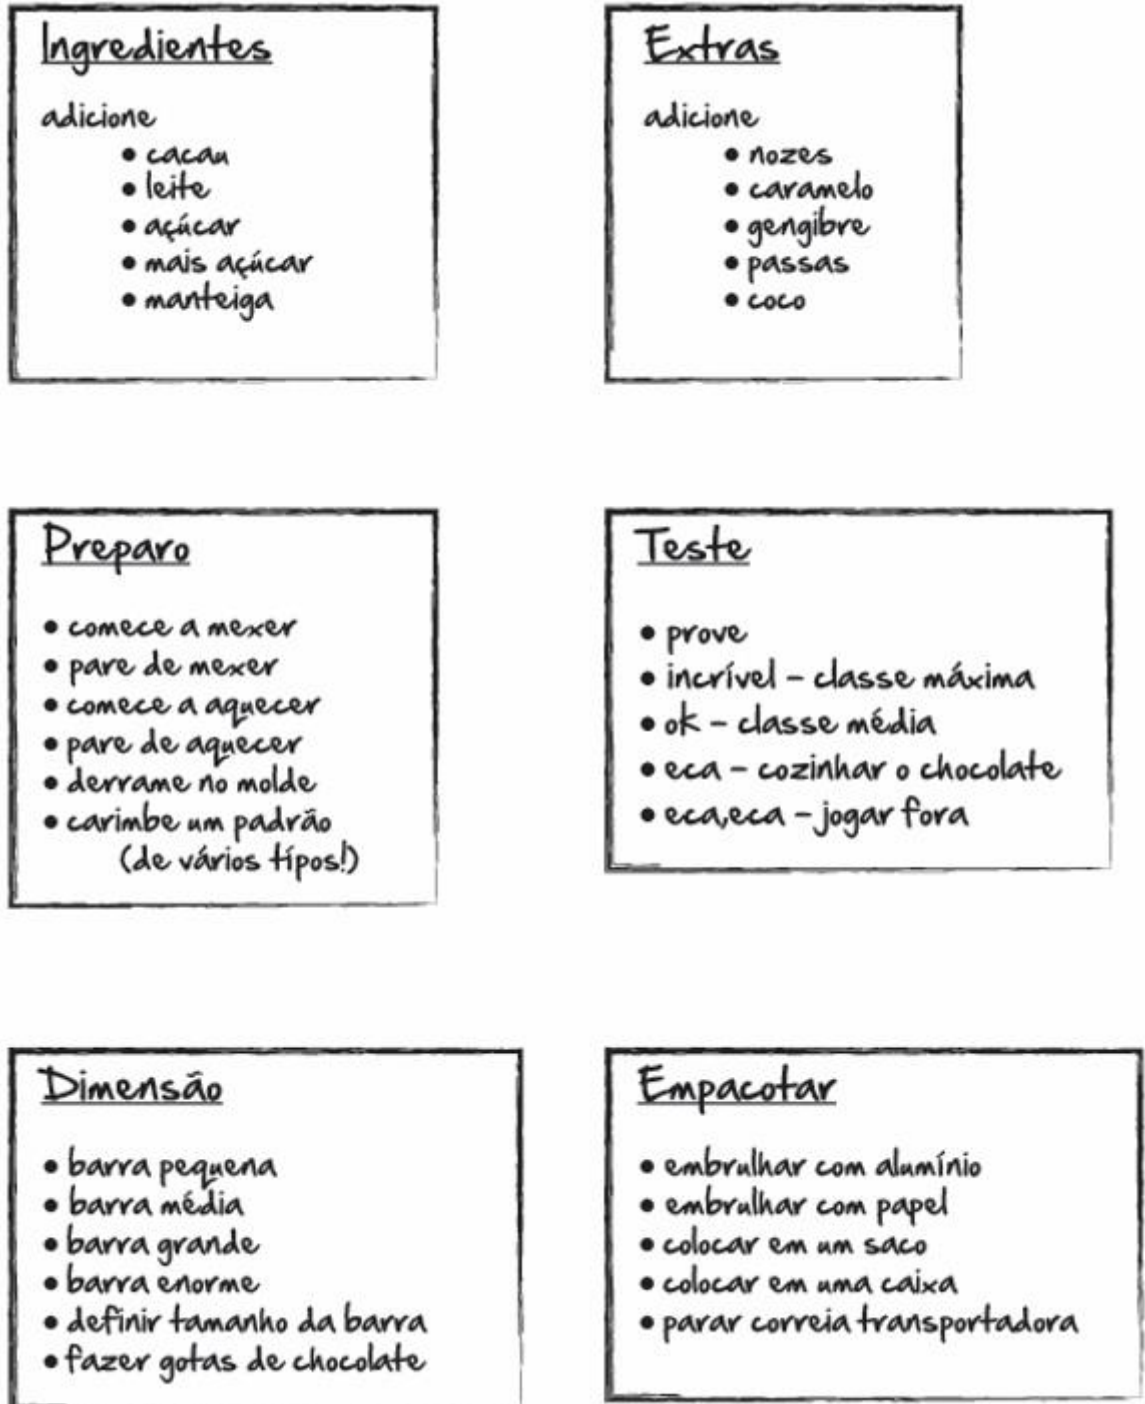 Ingredientes
adicione
• cacau
• leite
• açúcar
• mais açúcar
• manteiga
Extras
adicione
• nozes
• caramelo
• gengibre
• passas
• coco
Preparo
• comece a mexer
• pare de mexer
• comece a aquecer
• pare de aquecer
• derrame no molde
• carimbe um padrão
(de vários típos!)
Teste
• prove
• incrível – classe máxima
• ok – classe média
• eca – cozinhar o chocolate
• eca,eca – jogar fora
Dimensão
• barra pequena
• barra média
• barra grande
• barra enorme
• definir tamanho da barra
• fazer gotas de chocolate
Empacotar
• embrulhar com alumínio
• embrulhar com papel
• colocar em um saco
• colocar em uma caixa
• parar correia transportadora